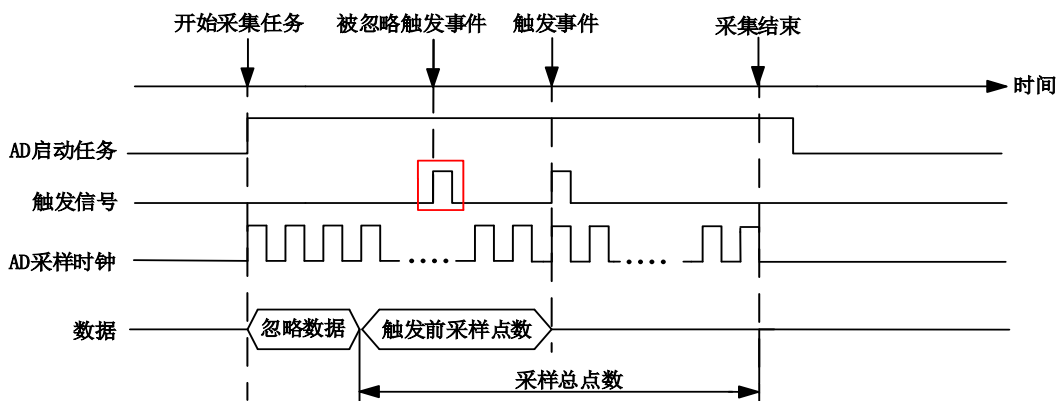 开始采集任务
被忽略触发事件
触发事件
采集结束
时间
AD启动任务
触发信号
AD采样时钟
数据
忽略数据
触发前采样点数
采样总点数